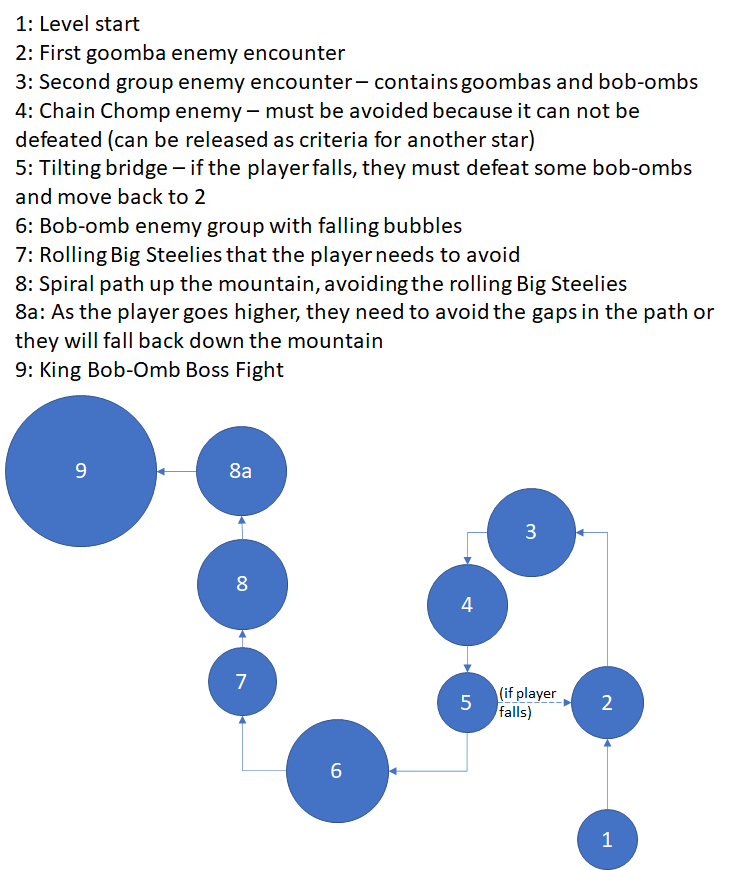 1: Level start
2: First goomba enemy encounter
3: Second group enemy encounter – contains goombas and bob-ombs
4: Chain Chomp enemy – must be avoided because it can not be
defeated (can be released as criteria for another star)
5: Tilting bridge – if the player falls, they must defeat some bob-ombs
and move back to 2
6: Bob-omb enemy group with falling bubbles
7: Rolling Big Steelies that the player needs to avoid
8: Spiral path up the mountain, avoiding the rolling Big Steelies
8a: As the player goes higher, they need to avoid the gaps in the path or
they will fall back down the mountain
9: King Bob-Omb Boss Fight
9
8a
3
8
4
7
5
(if player
falls)
2
6
1